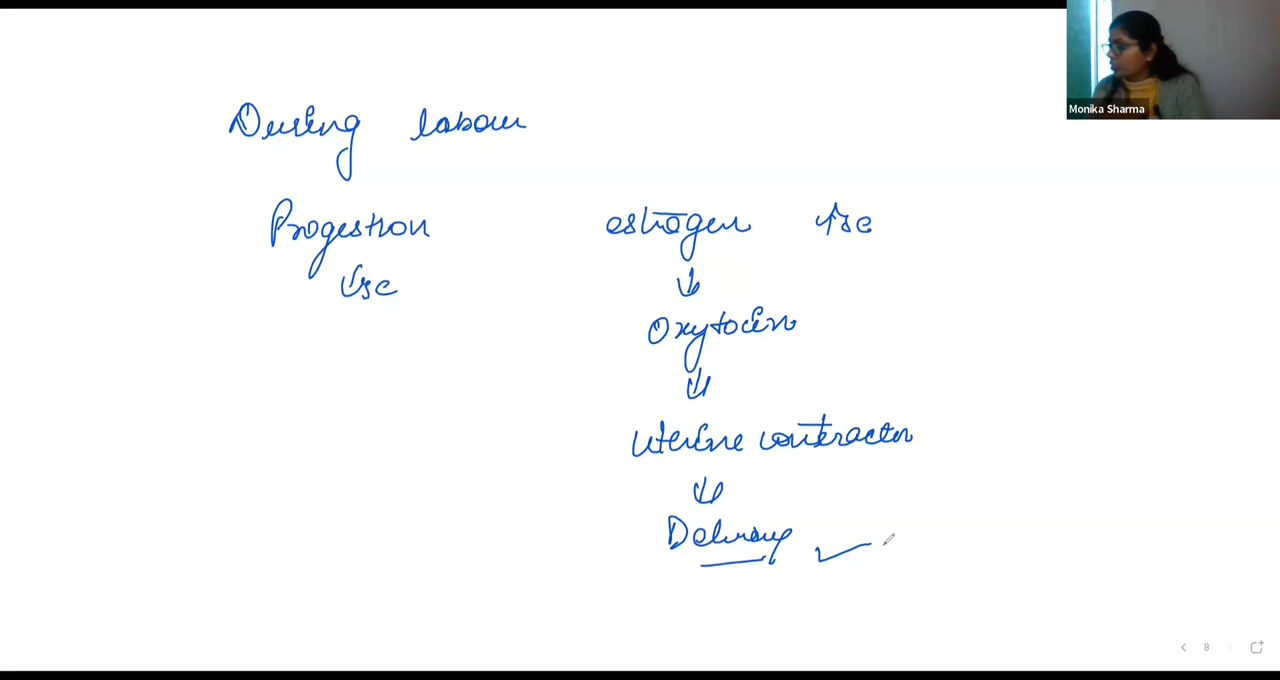 Monika Sharma
During labour
Progestron estrogen ↑se
↓se ↓
Oxytocin
↓
Uterine contraction
↓
Delivery ✓
8